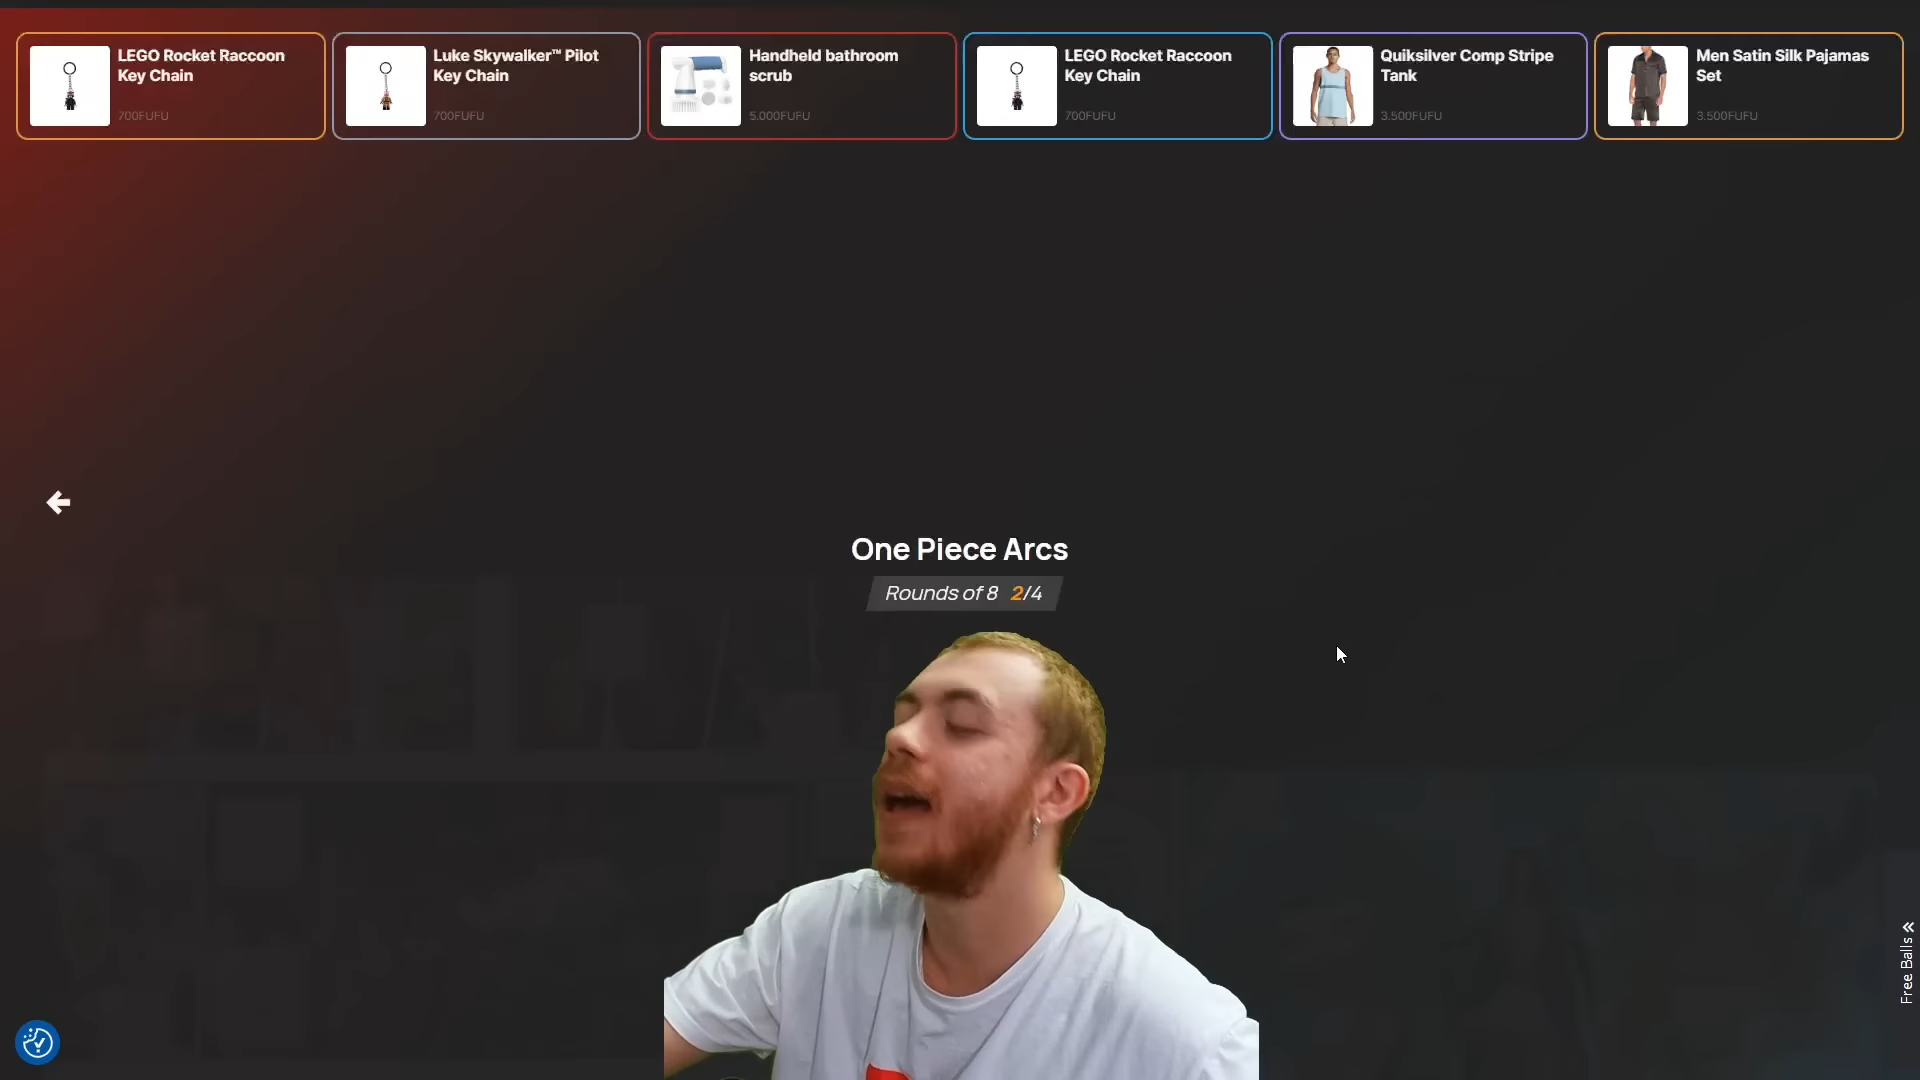 LEGO Rocket Raccoon
Key Chain
700FUFU
Luke Skywalker™ Pilot
Key Chain
700FUFU
Handheld bathroom
scrub
5.000FUFU
LEGO Rocket Raccoon
Key Chain
700FUFU
Quiksilver Comp Stripe
Tank
3.500FUFU
Men Satin Silk Pajamas
Set
3.500FUFU
One Piece Arcs
Rounds of 8 2/4
Free Balls